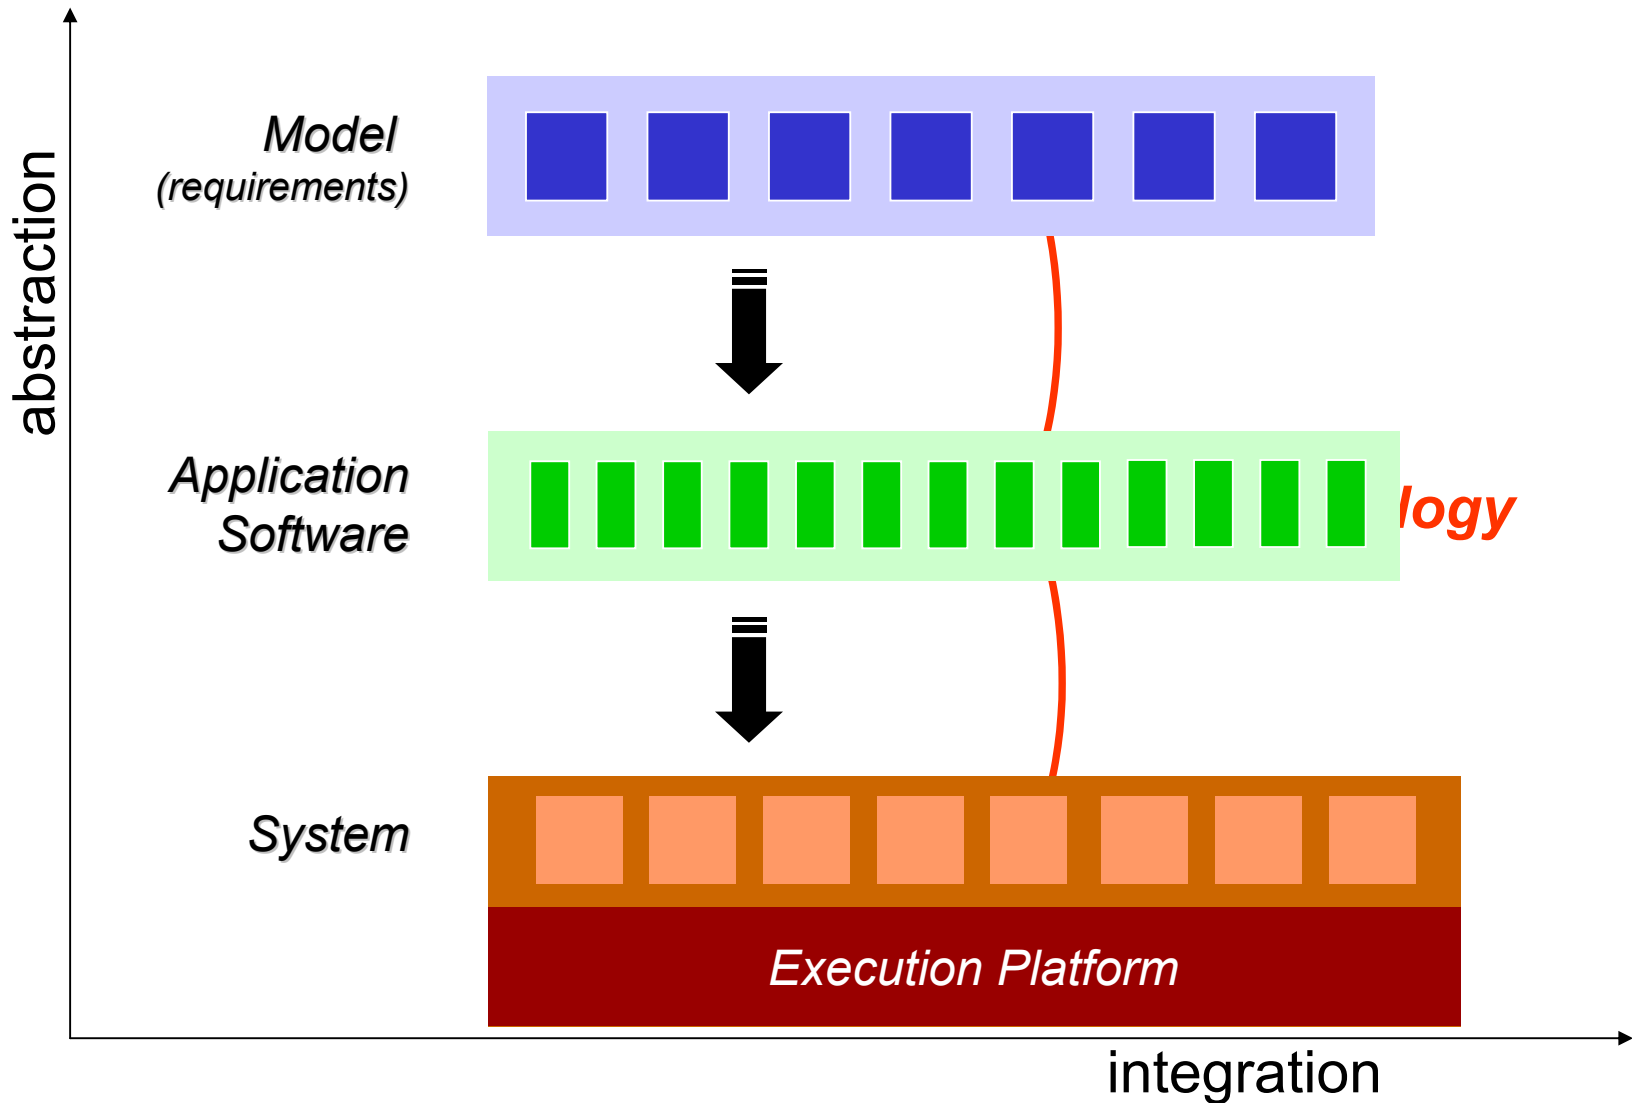 abstraction
Model
(requirements)
Application
Software
logy
System
Execution Platform
integration